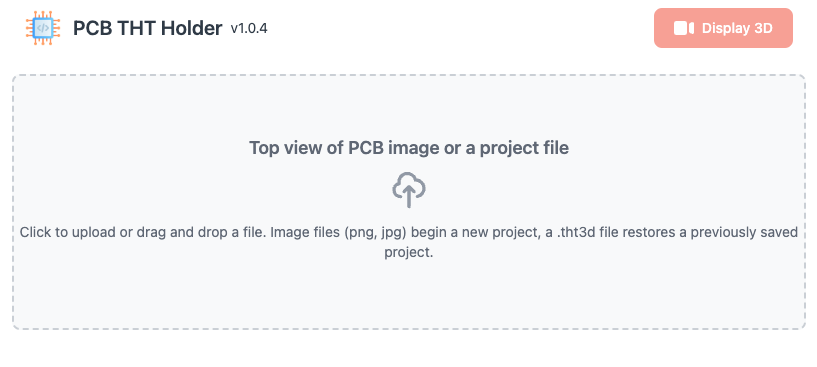 PCB THT Holder v1.0.4
Display 3D
Top view of PCB image or a project file
Click to upload or drag and drop a file. Image files (png, jpg) begin a new project, a .tht3d file restores a previously saved
project.